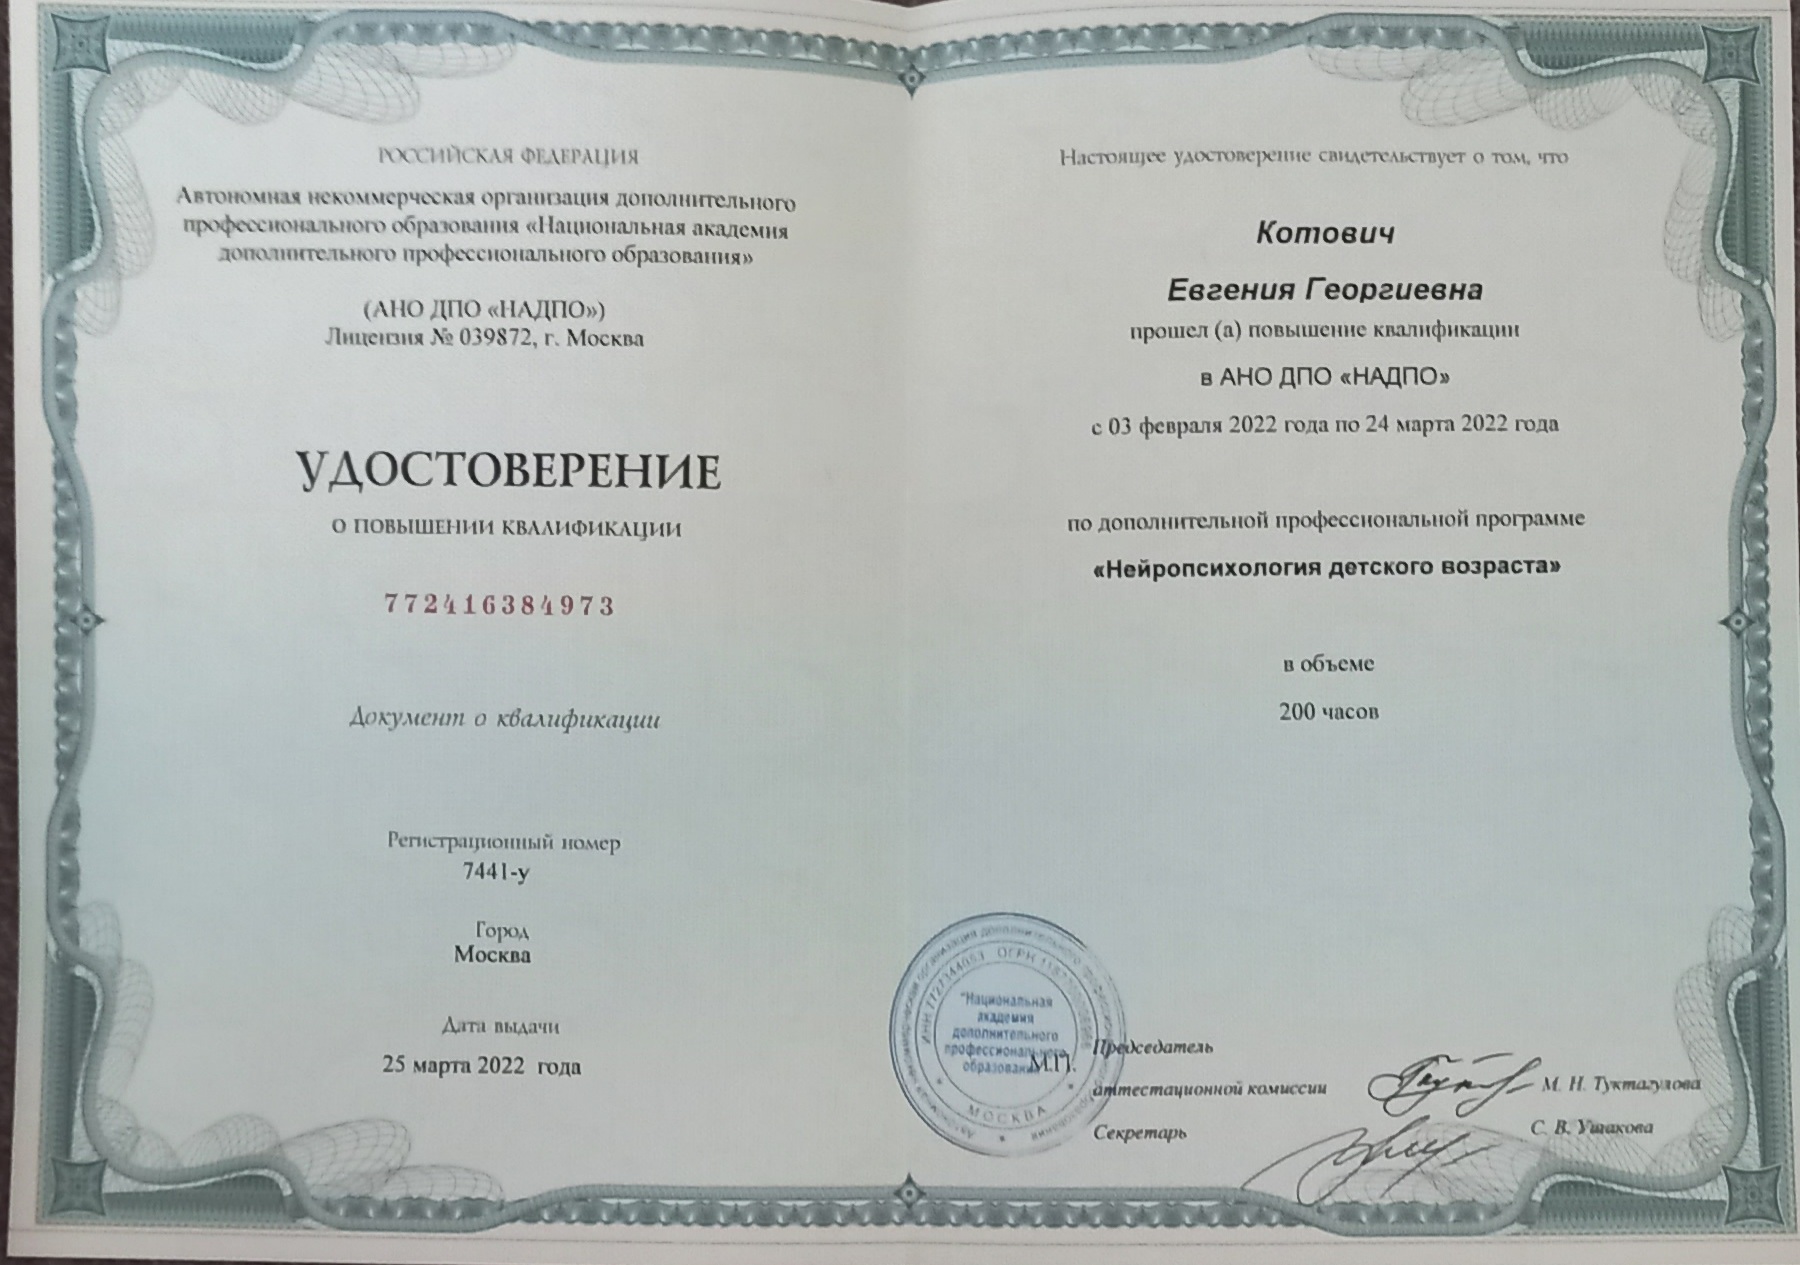 РОССИЙСКАЯ ФЕДЕРАЦИЯ
Автономная некоммерческая организация дополнительного
профессионального образования «Национальная академия
дополнительного профессионального образования»
(АНО ДПО «НАДПО»)
Лицензия № 039872, г. Москва
УДОСТОВЕРЕНИЕ
О ПОВЫШЕНИИ КВАЛИФИКАЦИИ
772416384973
Документ о квалификации
Регистрационный номер
7441-у
Город
Москва
Дата выдачи
25 марта 2022 года
Настоящее удостоверение свидетельствует о том, что
Котович
Евгения Георгиевна
прошел (а) повышение квалификации
в АНО ДПО «НАДПО»
с 03 февраля 2022 года по 24 марта 2022 года
по дополнительной профессиональной программе
«Нейропсихология детского возраста»
в объеме
200 часов
"Национальная
академия
дополнительного
профессионального
образования
МОСКВА
М.П.
Председатель
аттестационной комиссии
М. Н. Туктагулова
Секретарь
С. В. Ушакова